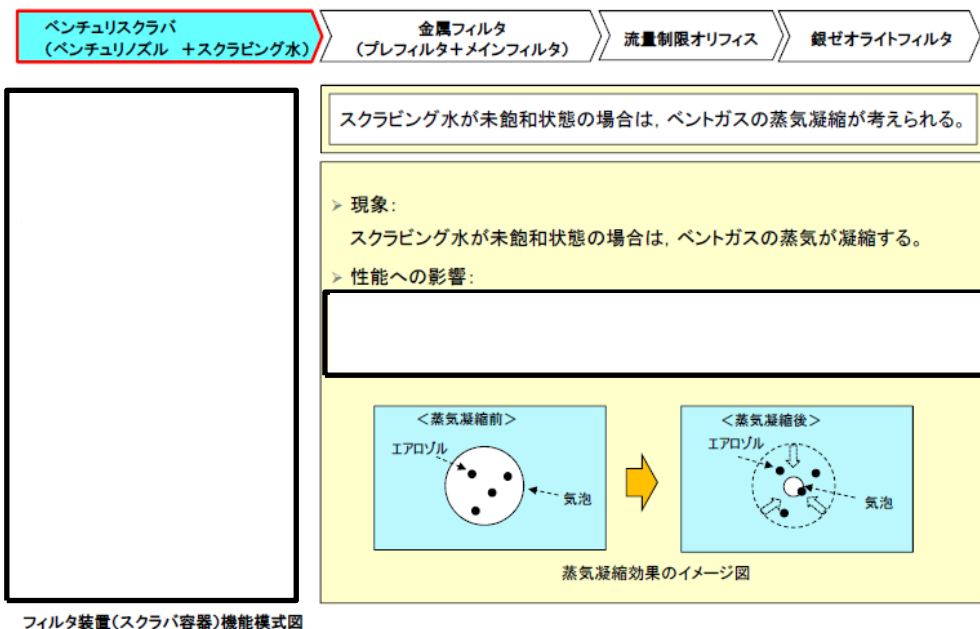 ベンチュリスクラバ
(ベンチュリノズル +スクラビング水)
金属フィルタ
(プレフィルタ+メインフィルタ)
流量制限オリフィス
銀ゼオライトフィルタ
スクラビング水が未飽和状態の場合は，ベントガスの蒸気凝縮が考えられる。
➢ 現象：
スクラビング水が未飽和状態の場合は，ベントガスの蒸気が凝縮する。
➢ 性能への影響：
＜蒸気凝縮前＞
エアロゾル
気泡
＜蒸気凝縮後＞
エアロゾル
気泡
蒸気凝縮効果のイメージ図
フィルタ装置(スクラバ容器)機能模式図